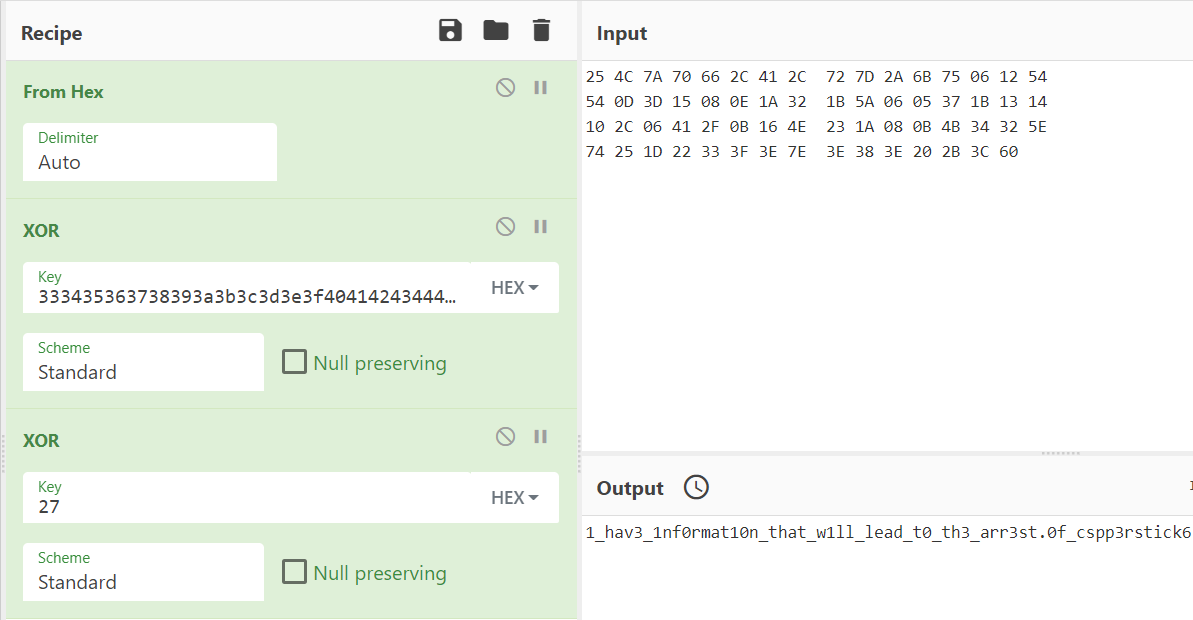 Recipe
From Hex
Delimiter
Auto
XOR
Key
333435363738393a3b3c3d3e3f40414243444…
HEX
Scheme
Standard
Null preserving
XOR
Key
27
HEX
Scheme
Standard
Null preserving
Input
25 4C 7A 70 66 2C 41 2C  72 7D 2A 6B 75 06 12 54
54 0D 3D 15 08 0E 1A 32  1B 5A 06 05 37 1B 13 14
10 2C 06 41 2F 0B 16 4E  23 1A 08 0B 4B 34 32 5E
74 25 1D 22 33 3F 3E 7E  3E 38 3E 20 2B 3C 60
Output
1_hav3_1nf0rmat10n_that_w1ll_lead_t0_th3_arr3st.0f_cspp3rstick6